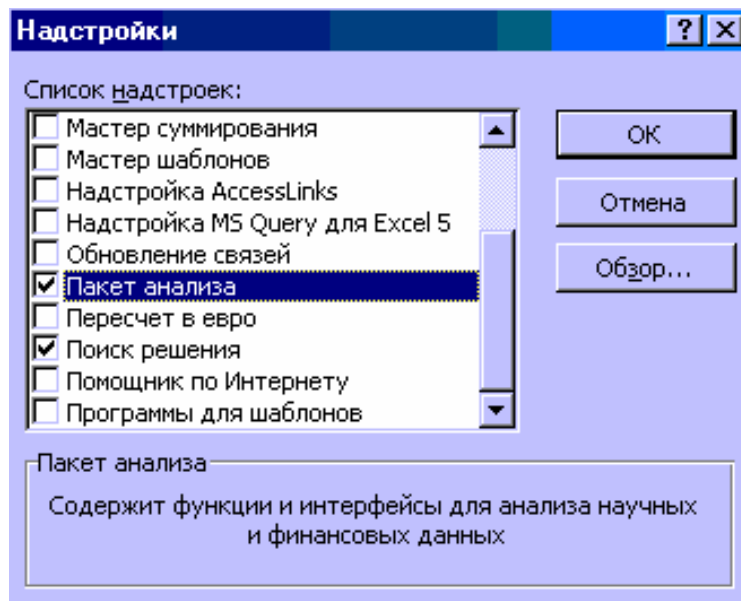 Надстройки
Список надстроек:
Мастер суммирования
Мастер шаблонов
Надстройка AccessLinks
Надстройка MS Query для Excel 5
Обновление связей
Пакет анализа
Пересчет в евро
Поиск решения
Помощник по Интернету
Программы для шаблонов
ОК
Отмена
Обзор...
Пакет анализа
Содержит функции и интерфейсы для анализа научных
и финансовых данных